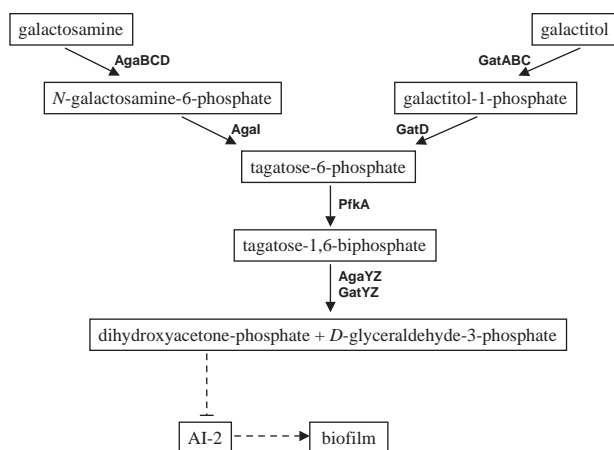 galactosamine
galactitol
AgaBCD
GatABC
N-galactosamine-6-phosphate
galactitol-1-phosphate
AgaI
GatD
tagatose-6-phosphate
PfkA
tagatose-1,6-biphosphate
AgaYZ
GatYZ
dihydroxyacetone-phosphate + D-glyceraldehyde-3-phosphate
AI-2
biofilm